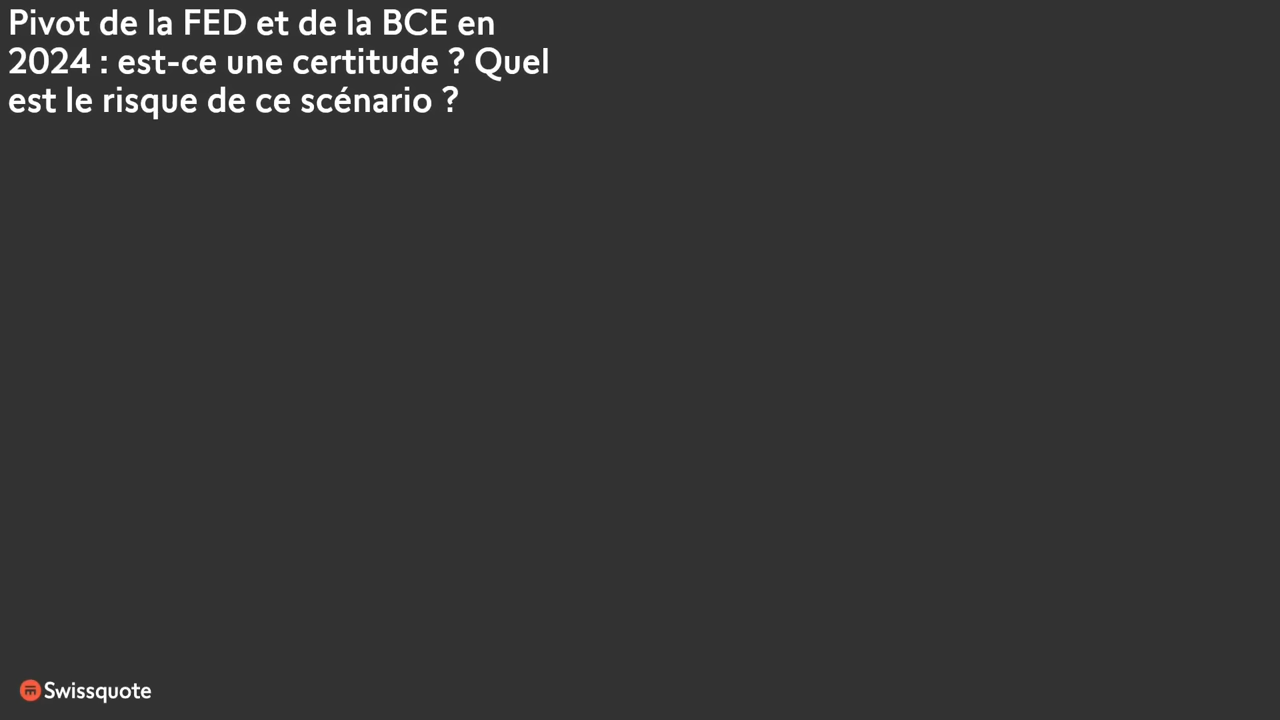 Pivot de la FED et de la BCE en
2024 : est-ce une certitude ? Quel
est le risque de ce scénario ?
Swissquote